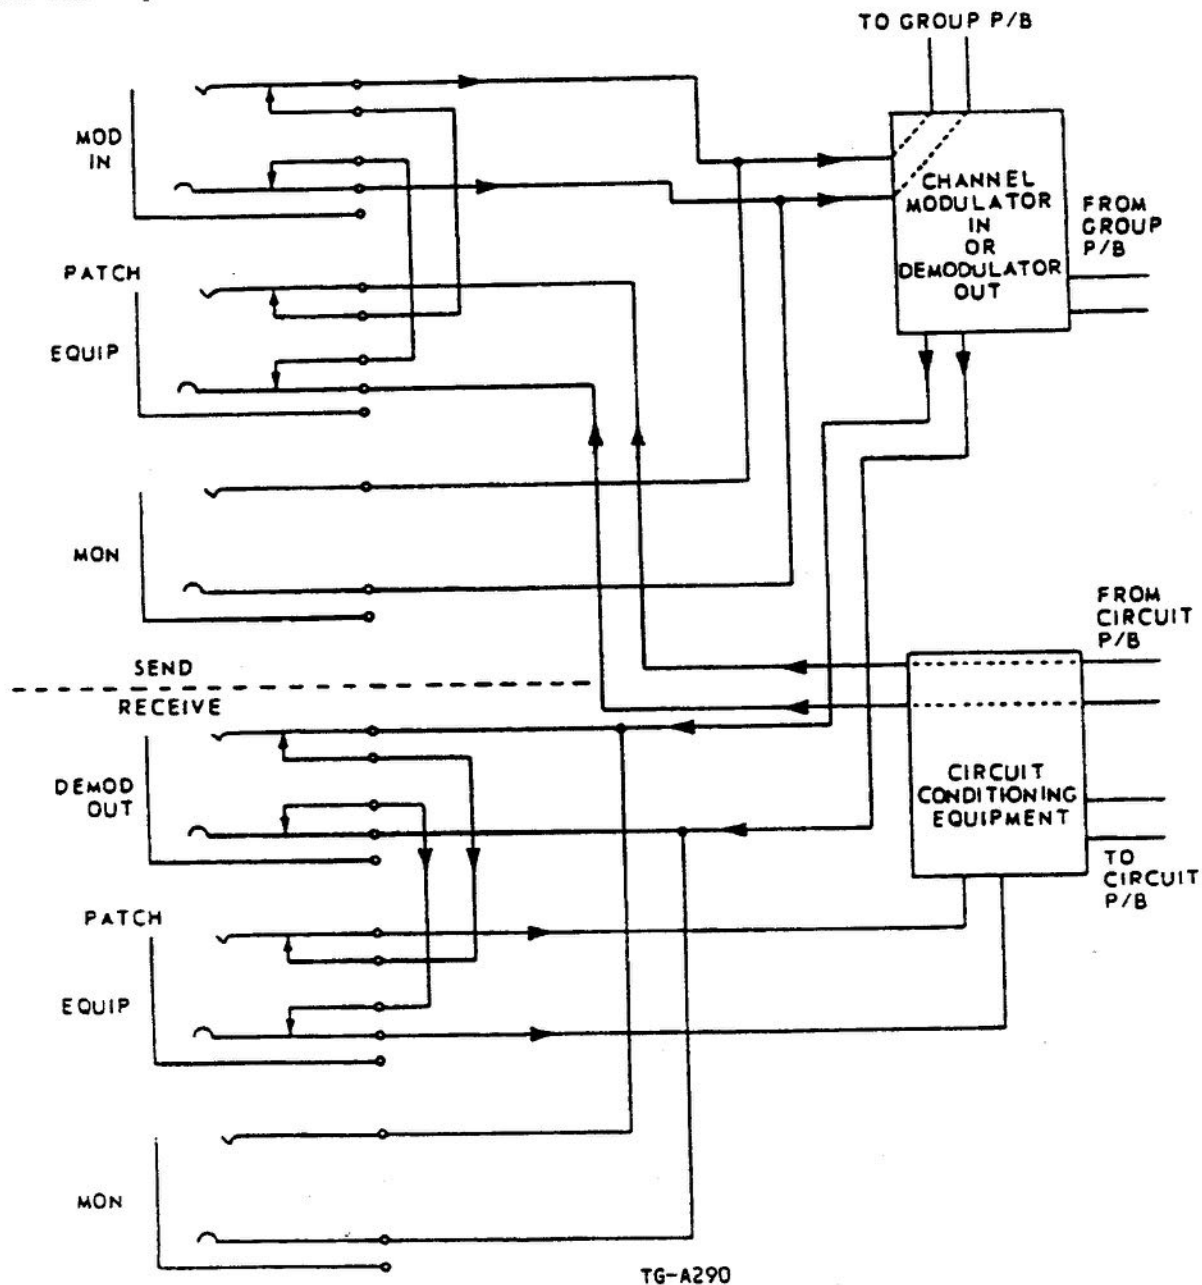 TO GROUP P/B
MOD
IN
CHANNEL
MODULATOR
IN
OR
DEMODULATOR
OUT
FROM
GROUP
P/B
PATCH
EQUIP
MON
FROM
CIRCUIT
P/B
SEND
RECEIVE
DEMOD
OUT
CIRCUIT
CONDITIONING
EQUIPMENT
TO
CIRCUIT
P/B
PATCH
EQUIP
MON
TG-A290